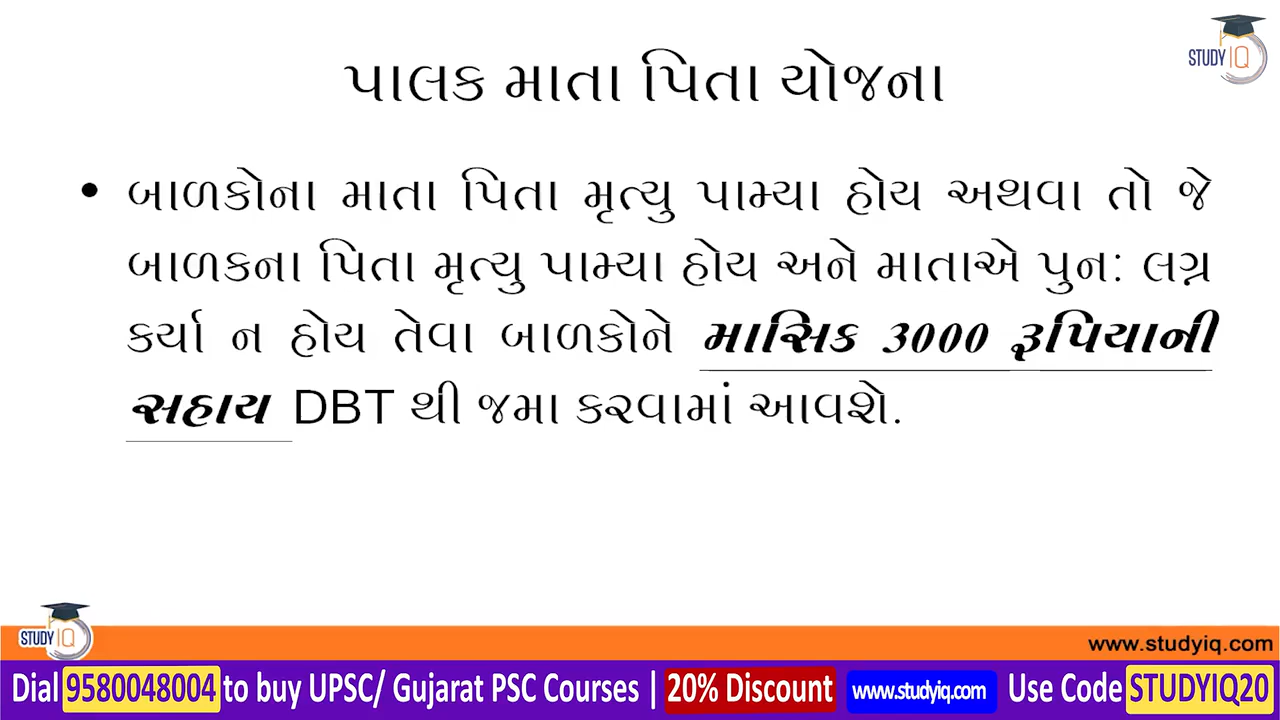 STUDY IQ
પાલક માતા પિતા યોજના
• બાળકોના માતા પિતા મૃત્યુ પામ્યા હોય અથવા તો જે
બાળકના પિતા મૃત્યુ પામ્યા હોય અને માતાએ પુન: લગ્ન
કર્યા ન હોય તેવા બાળકોને માસિક 3000 રૂપિયાની
સહાય DBT થી જમા કરવામાં આવશે.
STUDY IQ
www.studyiq.com
Dial 9580048004 to buy UPSC/ Gujarat PSC Courses | 20% Discount www.studyiq.com Use Code STUDYIQ20